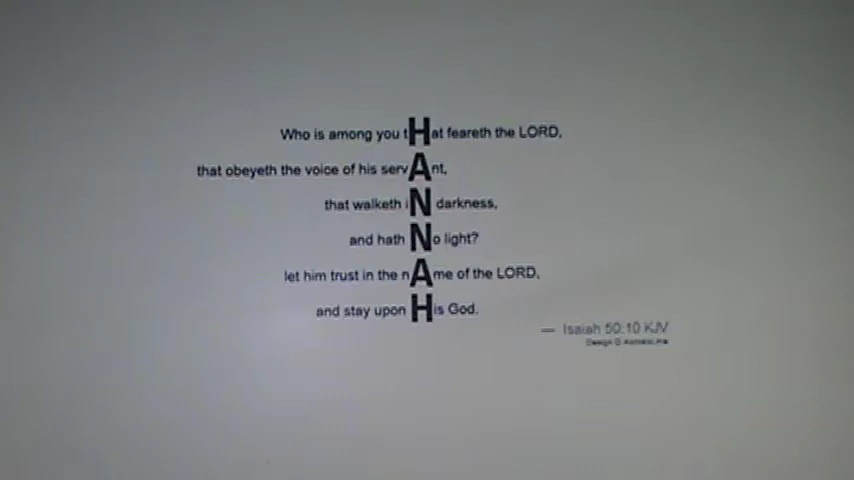 Who is among you tHat feareth the LORD,
that obeyeth the voice of his servAnt,
that walketh iN darkness,
and hath No light?
let him trust in the nAme of the LORD,
and stay upon His God.
— Isaiah 50:10 KJV
Design ©